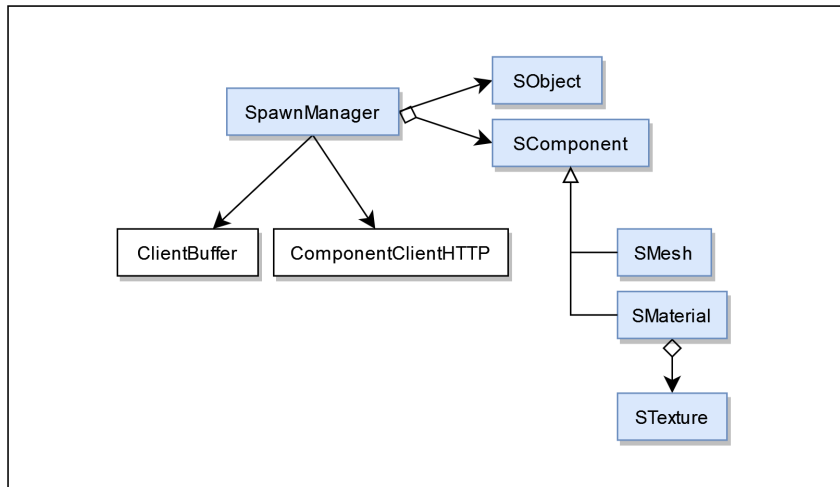 SObject
SpawnManager
SComponent
ClientBuffer
ComponentClientHTTP
SMesh
SMaterial
STexture